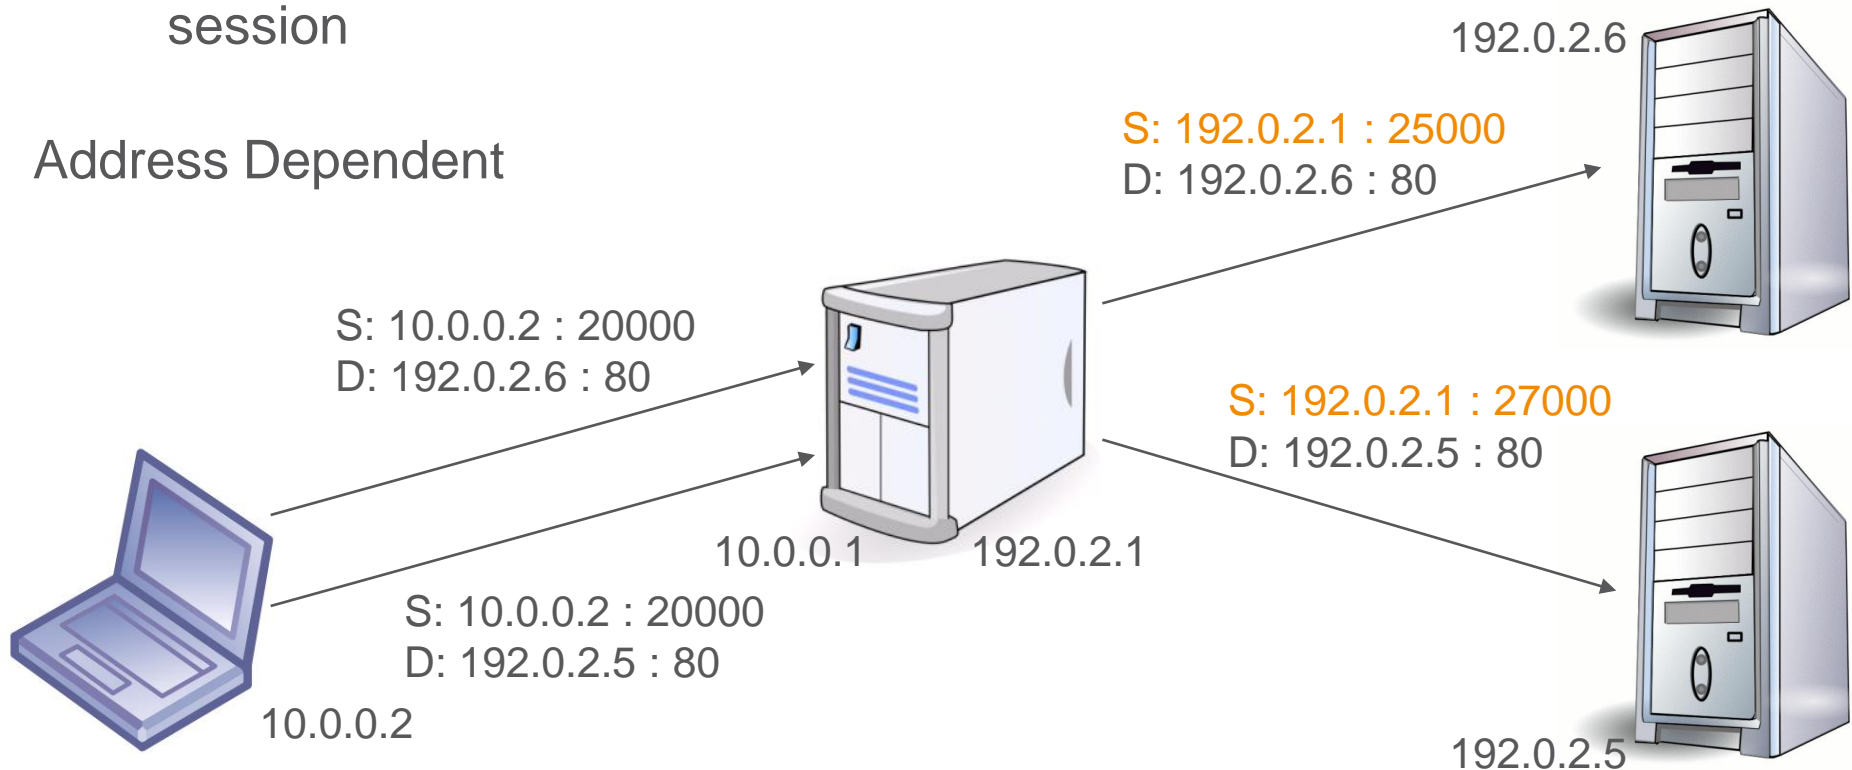 session
192.0.2.6
Address Dependent
S: 192.0.2.1 : 25000
D: 192.0.2.6 : 80
S: 10.0.0.2 : 20000
D: 192.0.2.6 : 80
S: 192.0.2.1 : 27000
D: 192.0.2.5 : 80
10.0.0.1
192.0.2.1
S: 10.0.0.2 : 20000
D: 192.0.2.5 : 80
10.0.0.2
192.0.2.5